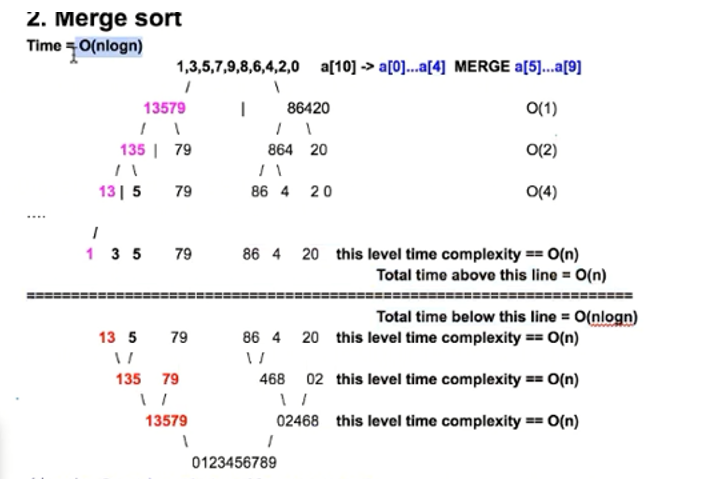 2. Merge sort
Time = O(nlogn)
1,3,5,7,9,8,6,4,2,0 a[10] -> a[0]...a[4] MERGE a[5]...a[9]
/ \
13579 | 86420 O(1)
/ \ / \
135 | 79 864 20 O(2)
/ \ / \
13| 5 79 86 4 2 0 O(4)
....
/
1 3 5 79 86 4 20 this level time complexity == O(n)
Total time above this line = O(n)
==========================================================================
Total time below this line = O(nlogn)
13 5 79 86 4 20 this level time complexity == O(n)
\ / \ /
135 79 468 02 this level time complexity == O(n)
\ / \ /
13579 02468 this level time complexity == O(n)
\ /
0123456789